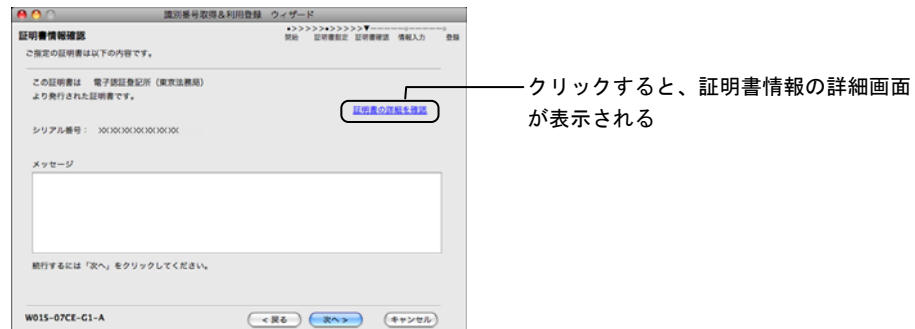 識別番号取得&利用登録 ウィザード
証明書情報確認
•>>>>>•>>>>>▼
開始 証明書指定 証明書確認 情報入力 登録
ご指定の証明書は以下の内容です。
この証明書は 電子認証登記所（東京法務局）
より発行された証明書です。
証明書の詳細を確認
クリックすると、証明書情報の詳細画面
が表示される
シリアル番号：
メッセージ
続行するには「次へ」をクリックしてください。
W015-07CE-G1-A
< 戻る
次へ >
キャンセル